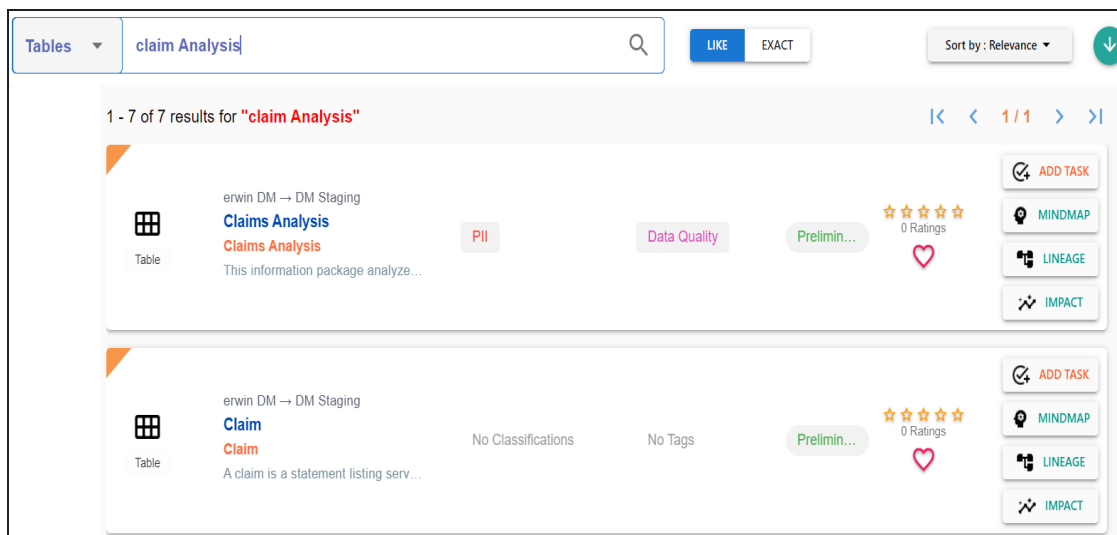 Tables
claim Analysis
LIKE EXACT
Sort by : Relevance
1 - 7 of 7 results for "claim Analysis"
1 / 1
Table
erwin DM → DM Staging
Claims Analysis
Claims Analysis
This information package analyze...
PII
Data Quality
Prelimin...
0 Ratings
ADD TASK
MINDMAP
LINEAGE
IMPACT
Table
erwin DM → DM Staging
Claim
Claim
A claim is a statement listing serv...
No Classifications
No Tags
Prelimin...
0 Ratings
ADD TASK
MINDMAP
LINEAGE
IMPACT